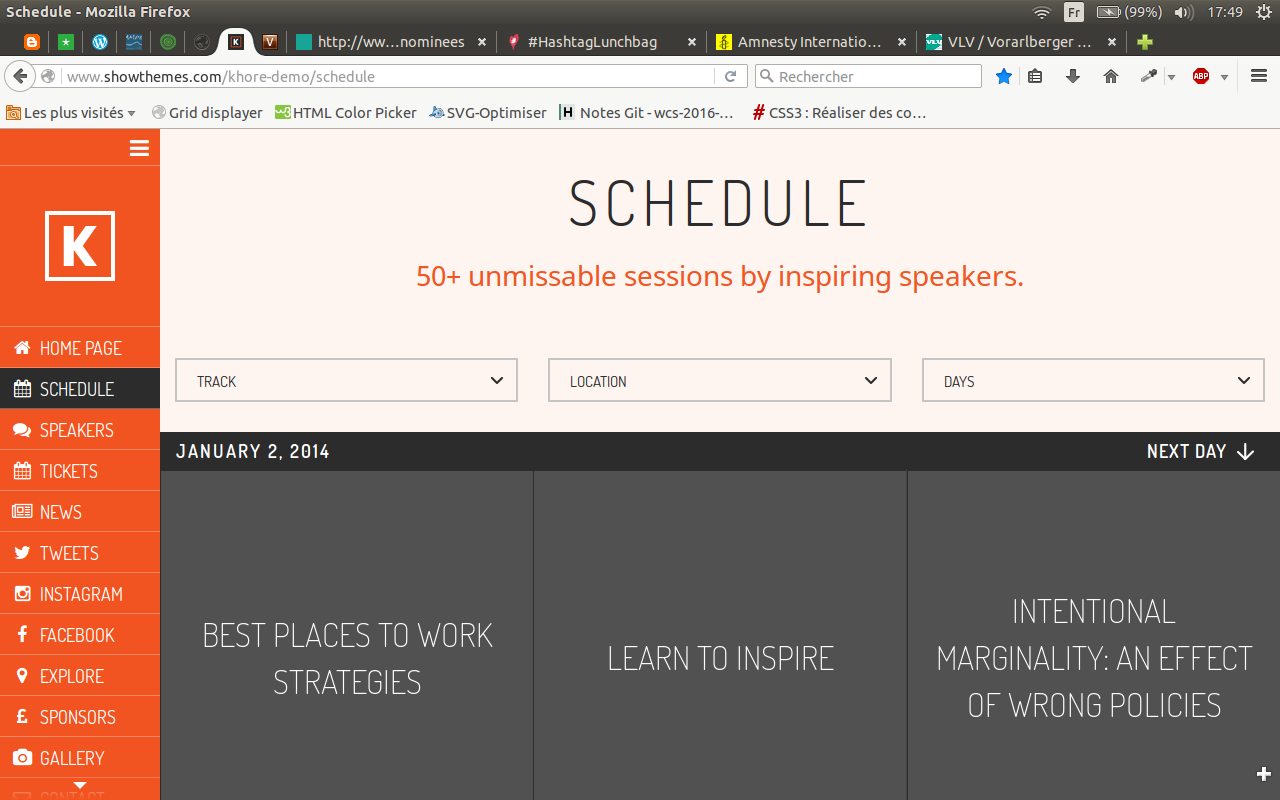 Schedule - Mozilla Firefox
Fr
(99%)
17:49
K
V
http://ww...nominees
#HashtagLunchbag
Amnesty Internatio...
VLV
VLV / Vorarlberger ...
www.showthemes.com/khore-demo/schedule
Rechercher
ABP
Les plus visités
Grid displayer
HTML Color Picker
SVG-Optimiser
H
Notes Git - wcs-2016-...
#
CSS3 : Réaliser des co...
K
HOME PAGE
SCHEDULE
SPEAKERS
TICKETS
NEWS
TWEETS
INSTAGRAM
FACEBOOK
EXPLORE
SPONSORS
GALLERY
CONTACT
SCHEDULE
50+ unmissable sessions by inspiring speakers.
TRACK
LOCATION
DAYS
JANUARY 2, 2014
NEXT DAY
BEST PLACES TO WORK
STRATEGIES
LEARN TO INSPIRE
INTENTIONAL
MARGINALITY: AN EFFECT
OF WRONG POLICIES